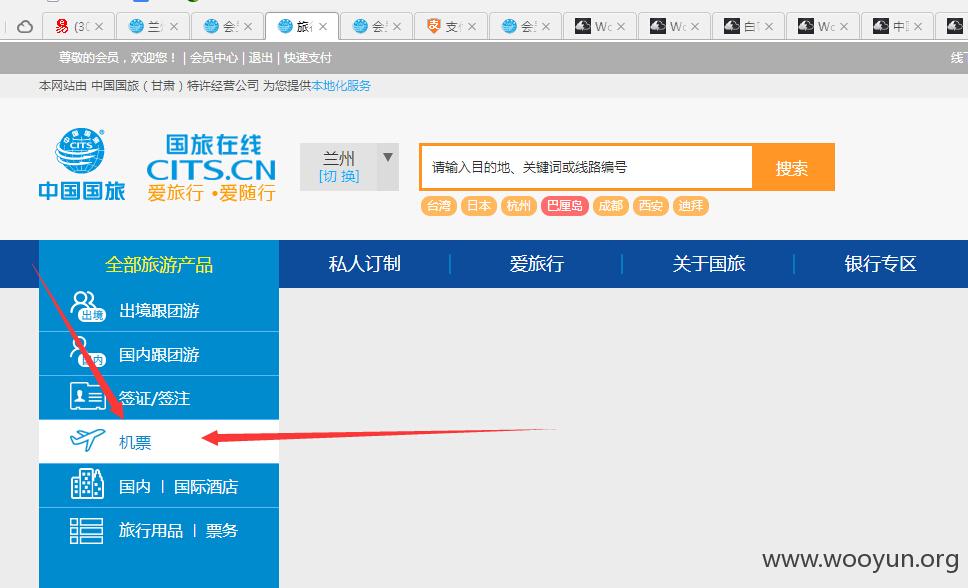 (30
兰
会
旅行
会
支
会
Wo
Wo
白
Wo
中
尊敬的会员，欢迎您！ | 会员中心 | 退出 | 快速支付
本网站由 中国国旅（甘肃）特许经营公司 为您提供本地化服务
CITS
中国国旅
国旅在线
CITS.CN
爱旅行·爱随行
兰州
[切 换]
请输入目的地、关键词或线路编号
搜索
台湾 日本 杭州 巴厘岛 成都 西安 迪拜
全部旅游产品 私人订制 爱旅行 关于国旅 银行专区
出境 出境跟团游
内 国内跟团游
签证/签注
机票
国内 | 国际酒店
旅行用品 | 票务
www.wooyun.org